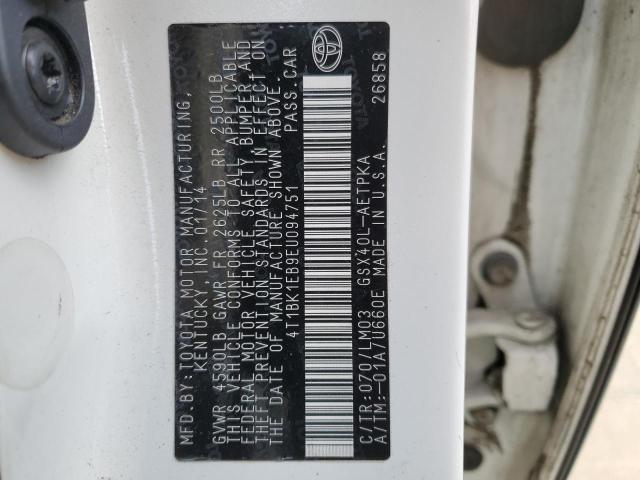 MFD.BY:TOYOTA MOTOR MANUFACTURING,
KENTUCKY, INC. 01/14
GVWR 4590LB GAWR FR 2625LB RR 2500LB
THIS VEHICLE CONFORMS TO ALL APPLICABLE
FEDERAL MOTOR VEHICLE SAFETY, BUMPER, AND
THEFT PREVENTION STANDARDS IN EFFECT ON
THE DATE OF MANUFACTURE SHOWN ABOVE.
4T1BK1EB9EU094751 PASS.CAR
C/TR:070/LM03 GSX40L-AETPKA
A/TM:-01A/U660E MADE IN U.S.A.
26858